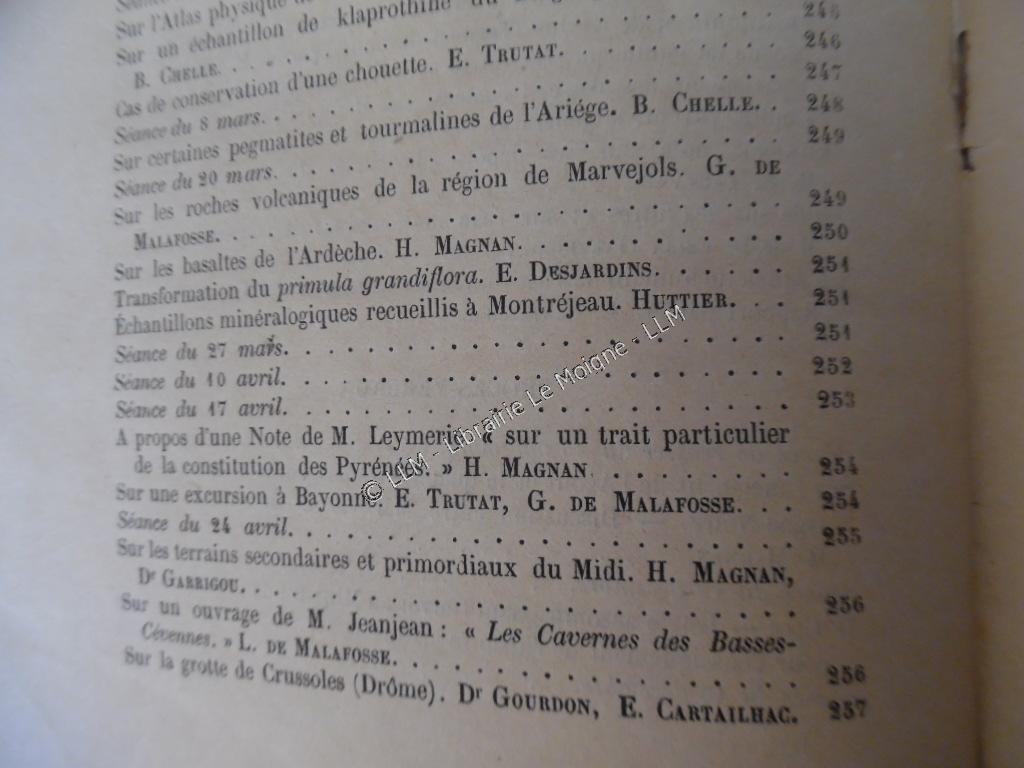 Sur l'Atlas physique de
Sur un échantillon de klaprothine du
B. CHELLE. . . . . . . . . . . . . . . . . . 245
Cas de conservation d'une chouette. E. TRUTAT. . . . . . . . . 246
Séance du 8 mars. . . . . . . . . . . . . . . . . . 247
Sur certaines pegmatites et tourmalines de l'Ariége. B. CHELLE. . 248
Séance du 20 mars. . . . . . . . . . . . . . . . . . 249
Sur les roches volcaniques de la région de Marvejols. G. DE
MALAFOSSE. . . . . . . . . . . . . . . . . . 249
Sur les basaltes de l'Ardèche. H. MAGNAN. . . . . . . . . . 250
Transformation du primula grandiflora. E. DESJARDINS. . . . . . 251
Échantillons minéralogiques recueillis à Montréjeau. HUTTIER. . . 251
Séance du 27 mars. . . . . . . . . . . . . . . . . . 251
Séance du 10 avril. . . . . . . . . . . . . . . . . . 252
Séance du 17 avril. . . . . . . . . . . . . . . . . . 253
A propos d'une Note de M. Leymerie « sur un trait particulier
de la constitution des Pyrénées. » H. MAGNAN . . . . . . . 254
Sur une excursion à Bayonne. E. TRUTAT, G. DE MALAFOSSE. . . 254
Séance du 24 avril. . . . . . . . . . . . . . . . . . 255
Sur les terrains secondaires et primordiaux du Midi. H. MAGNAN,
Dr GARRIGOU. . . . . . . . . . . . . . . . . . 256
Sur un ouvrage de M. Jeanjean : « Les Cavernes des Basses-
Cévennes. » L. DE MALAFOSSE. . . . . . . . . . . . . . 256
Sur la grotte de Crussoles (Drôme). Dr GOURDON, E. CARTAILHAC. 257
© LLM - Librairie Le Moigne - LLM